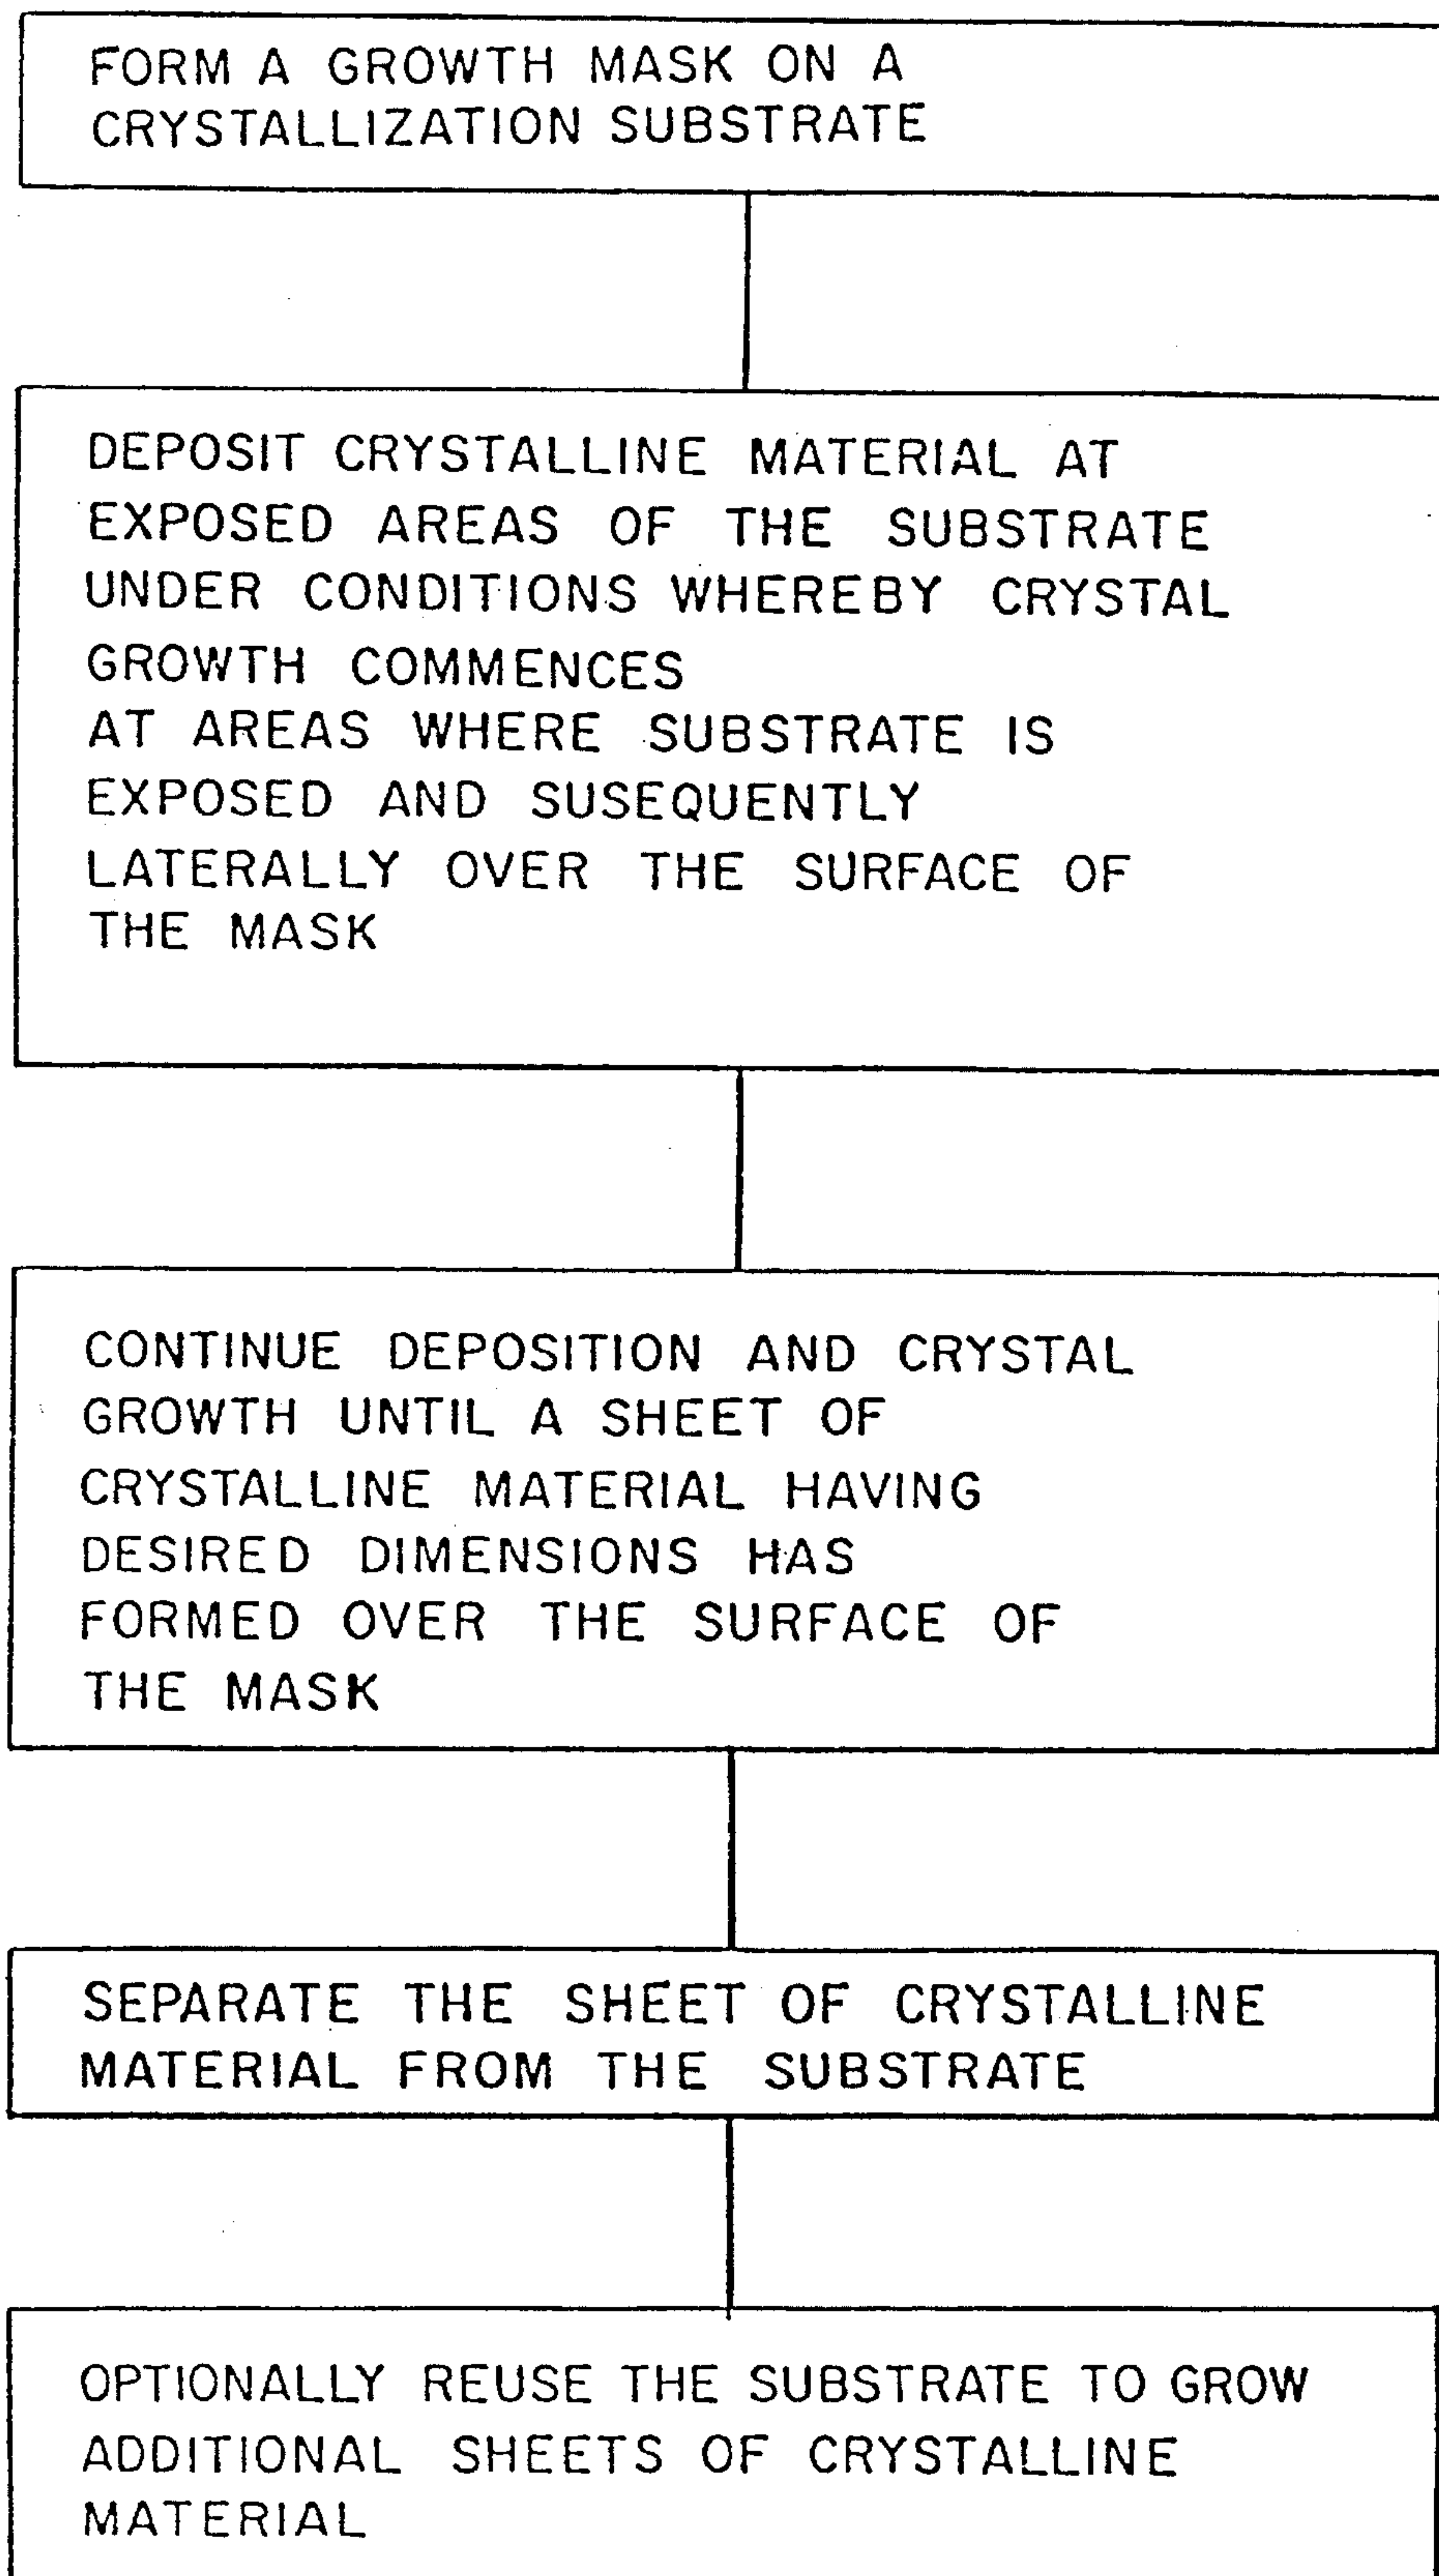 FORM A GROWTH MASK ON A
CRYSTALLIZATION SUBSTRATE
DEPOSIT CRYSTALLINE MATERIAL AT
EXPOSED AREAS OF THE SUBSTRATE
UNDER CONDITIONS WHEREBY CRYSTAL
GROWTH COMMENCES
AT AREAS WHERE SUBSTRATE IS
EXPOSED AND SUSEQUENTLY
LATERALLY OVER THE SURFACE OF
THE MASK
CONTINUE DEPOSITION AND CRYSTAL
GROWTH UNTIL A SHEET OF
CRYSTALLINE MATERIAL HAVING
DESIRED DIMENSIONS HAS
FORMED OVER THE SURFACE OF
THE MASK
SEPARATE THE SHEET OF CRYSTALLINE
MATERIAL FROM THE SUBSTRATE
OPTIONALLY REUSE THE SUBSTRATE TO GROW
ADDITIONAL SHEETS OF CRYSTALLINE
MATERIAL